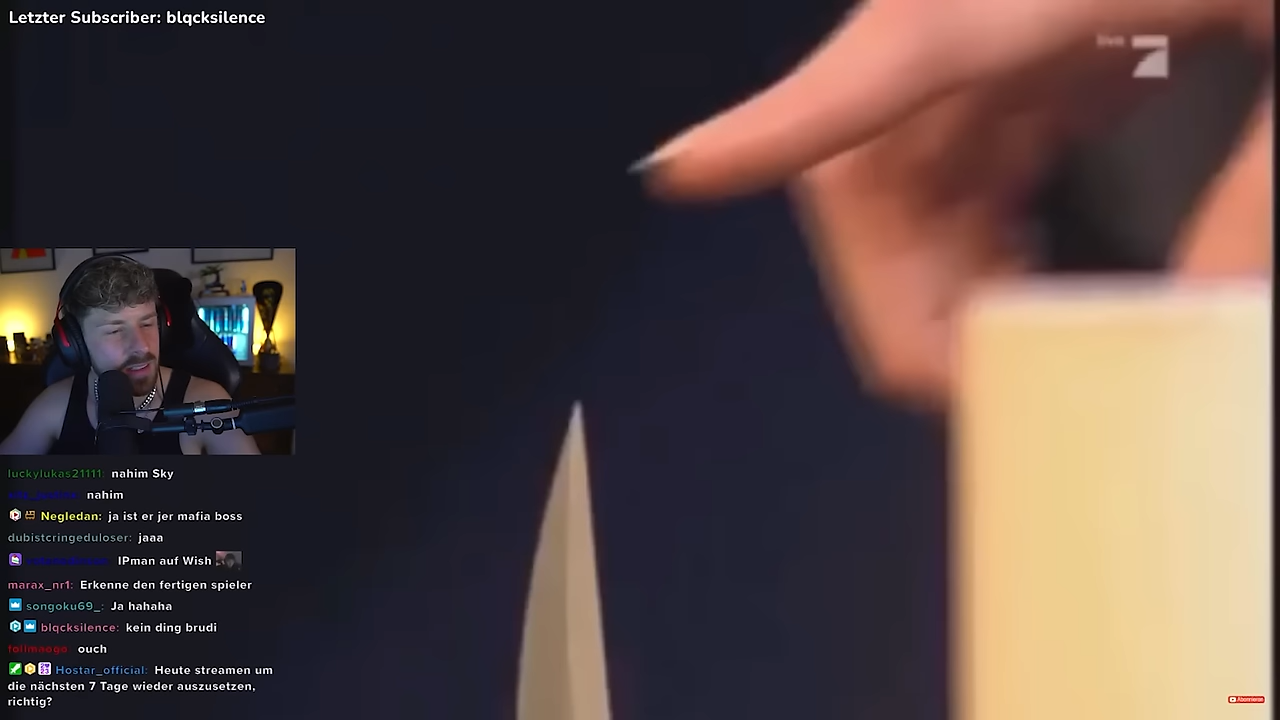 Letzter Subscriber: blqcksilence
live
luckylukas21111: nahim Sky
nahim
Negledan: ja ist er jer mafia boss
dubistcringeduloser: jaaa
IPman auf Wish
marax_nr1: Erkenne den fertigen spieler
songoku69_: Ja hahaha
blqcksilence: kein ding brudi
ouch
Hostar_official: Heute streamen um
die nächsten 7 Tage wieder auszusetzen,
richtig?
Abonnieren